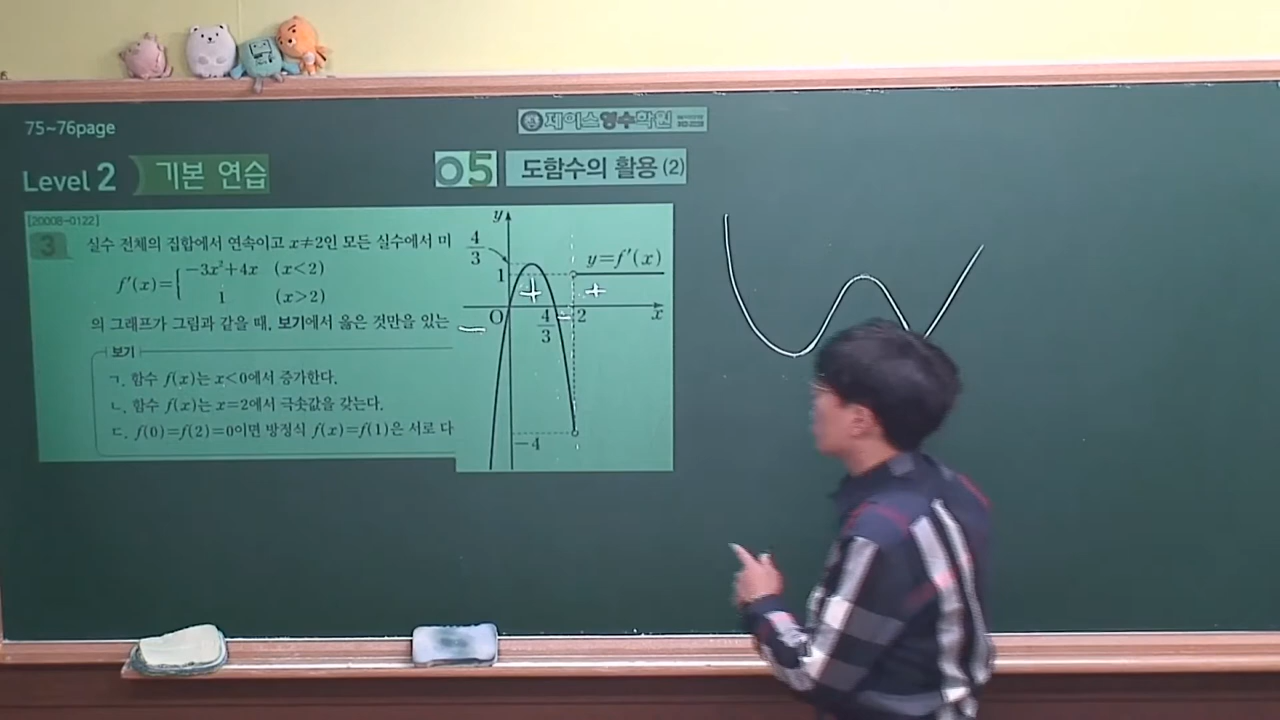 75~76page
제이스영수학원
Level 2 기본 연습
05 도함수의 활용 (2)
[20008-0122]
3 실수 전체의 집합에서 연속이고 x≠2인 모든 실수에서 미
f′(x)={ −3x²+4x (x<2)
1 (x>2)
의 그래프가 그림과 같을 때, 보기에서 옳은 것만을 있는
보기
ㄱ. 함수 f(x)는 x<0에서 증가한다.
ㄴ. 함수 f(x)는 x=2에서 극솟값을 갖는다.
ㄷ. f(0)=f(2)=0이면 방정식 f(x)=f(1)은 서로 다
y
4/3
y=f′(x)
1
+ +
− O 4/3 − 2 x
−4